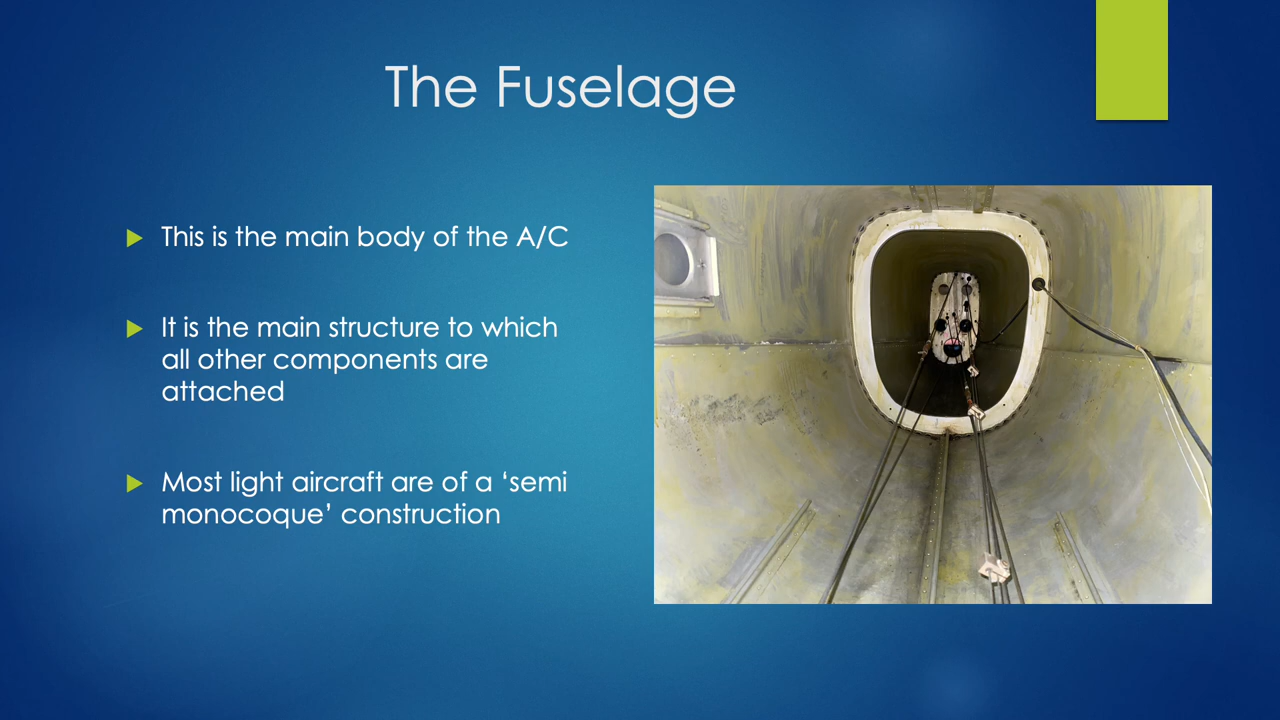 The Fuselage
This is the main body of the A/C
It is the main structure to which
all other components are
attached
Most light aircraft are of a ‘semi
monocoque’ construction